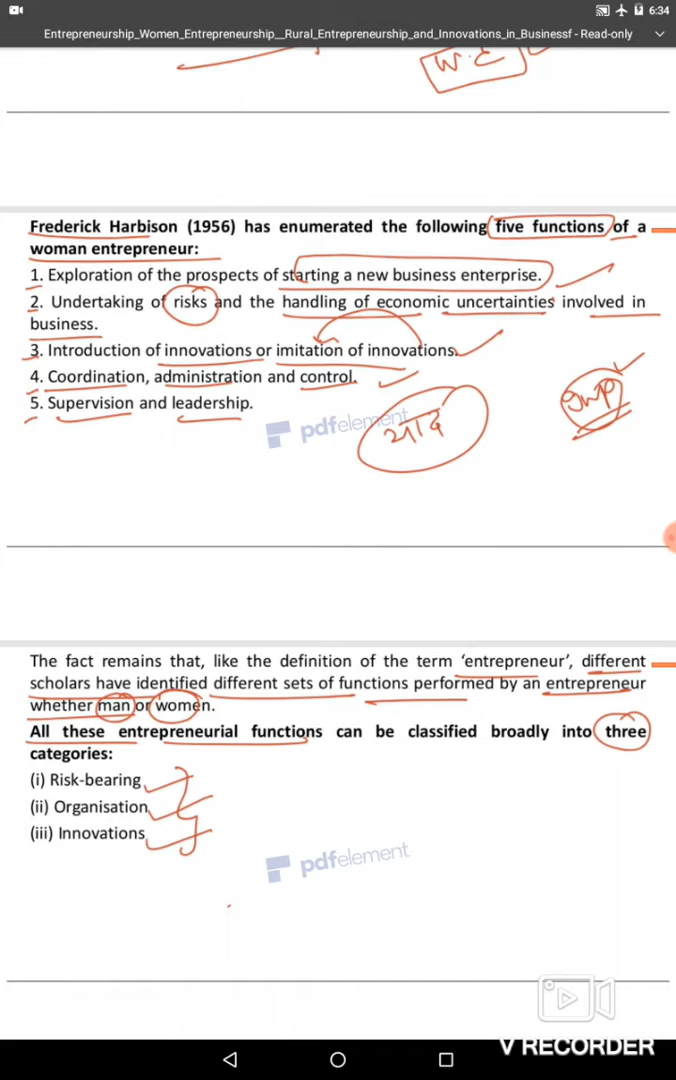 6:34
Entrepreneurship_Women_Entrepreneurship__Rural_Entrepreneurship_and_Innovations_in_Businessf - Read-only
W.E
Frederick Harbison (1956) has enumerated the following five functions of a
woman entrepreneur:
1. Exploration of the prospects of starting a new business enterprise.
2. Undertaking of risks and the handling of economic uncertainties involved in
business.
3. Introduction of innovations or imitation of innovations.
4. Coordination, administration and control.
5. Supervision and leadership.
pdfelement
याद
Imp
The fact remains that, like the definition of the term ‘entrepreneur’, different
scholars have identified different sets of functions performed by an entrepreneur
whether man or women.
All these entrepreneurial functions can be classified broadly into three
categories:
(i) Risk-bearing
(ii) Organisation
(iii) Innovations
pdfelement
V RECORDER